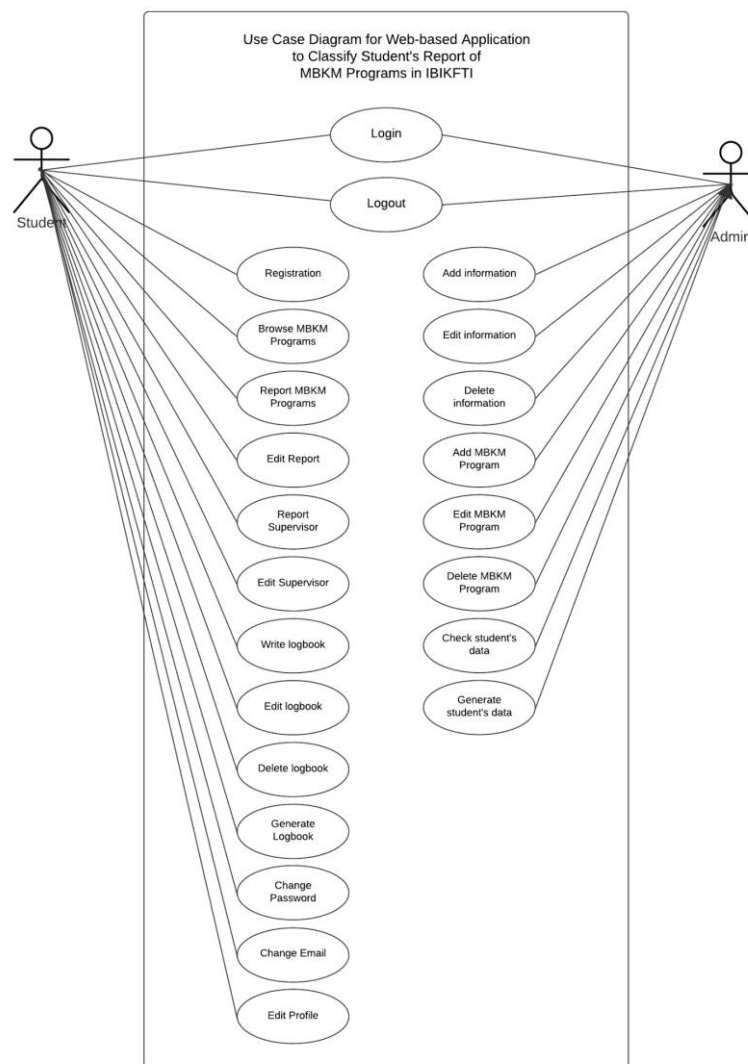 Use Case Diagram for Web-based Application
to Classify Student's Report of
MBKM Programs in IBIKFTI
Login
Logout
Student
Admin
Registration
Add information
Browse MBKM
Programs
Edit information
Report MBKM
Programs
Delete
information
Edit Report
Add MBKM
Program
Report
Supervisor
Edit MBKM
Program
Edit Supervisor
Delete MBKM
Program
Write logbook
Check student's
data
Edit logbook
Generate
student's data
Delete logbook
Generate
Logbook
Change
Password
Change Email
Edit Profile